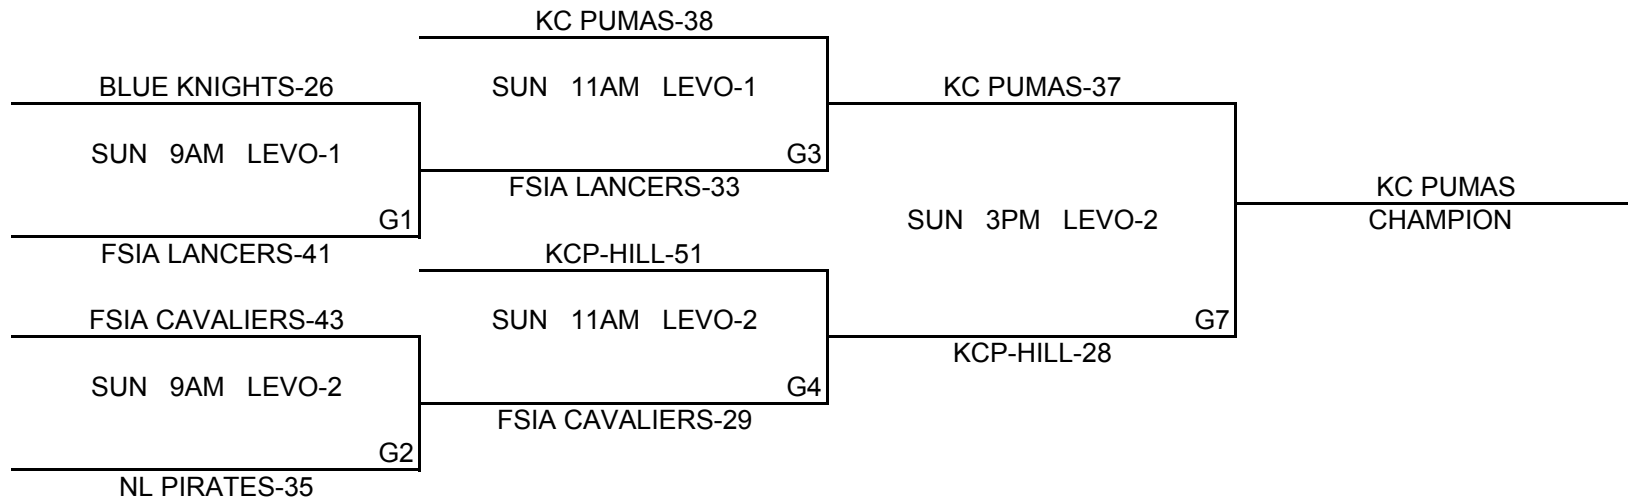 KC PUMAS-38
BLUE KNIGHTS-26
SUN 11AM LEVO-1
KC PUMAS-37
SUN 9AM LEVO-1
G3
FSIA LANCERS-33
KC PUMAS
G1
SUN 3PM LEVO-2
CHAMPION
FSIA LANCERS-41
KCP-HILL-51
FSIA CAVALIERS-43
SUN 11AM LEVO-2
G7
KCP-HILL-28
SUN 9AM LEVO-2
G4
FSIA CAVALIERS-29
G2
NL PIRATES-35